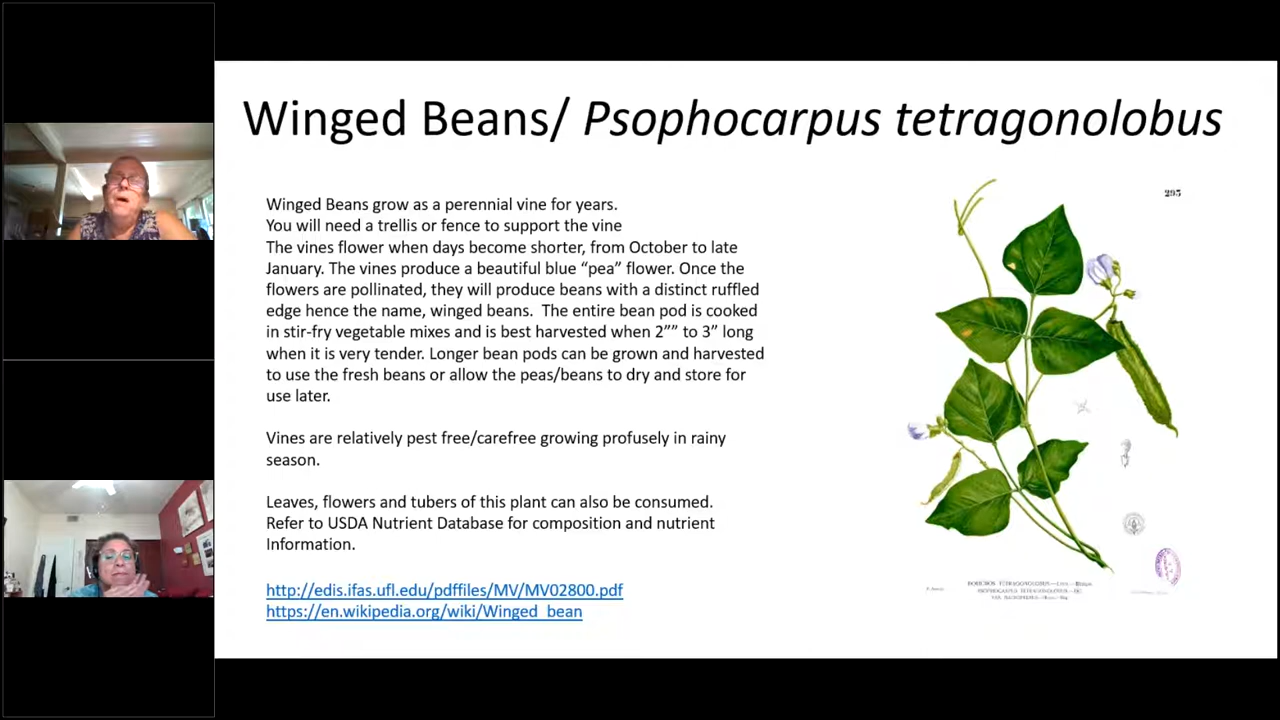 Winged Beans/ Psophocarpus tetragonolobus
Winged Beans grow as a perennial vine for years.
You will need a trellis or fence to support the vine
The vines flower when days become shorter, from October to late
January. The vines produce a beautiful blue “pea” flower. Once the
flowers are pollinated, they will produce beans with a distinct ruffled
edge hence the name, winged beans.  The entire bean pod is cooked
in stir-fry vegetable mixes and is best harvested when 2”” to 3” long
when it is very tender. Longer bean pods can be grown and harvested
to use the fresh beans or allow the peas/beans to dry and store for
use later.
Vines are relatively pest free/carefree growing profusely in rainy
season.
Leaves, flowers and tubers of this plant can also be consumed.
Refer to USDA Nutrient Database for composition and nutrient
Information.
http://edis.ifas.ufl.edu/pdffiles/MV/MV02800.pdf
https://en.wikipedia.org/wiki/Winged_bean
295